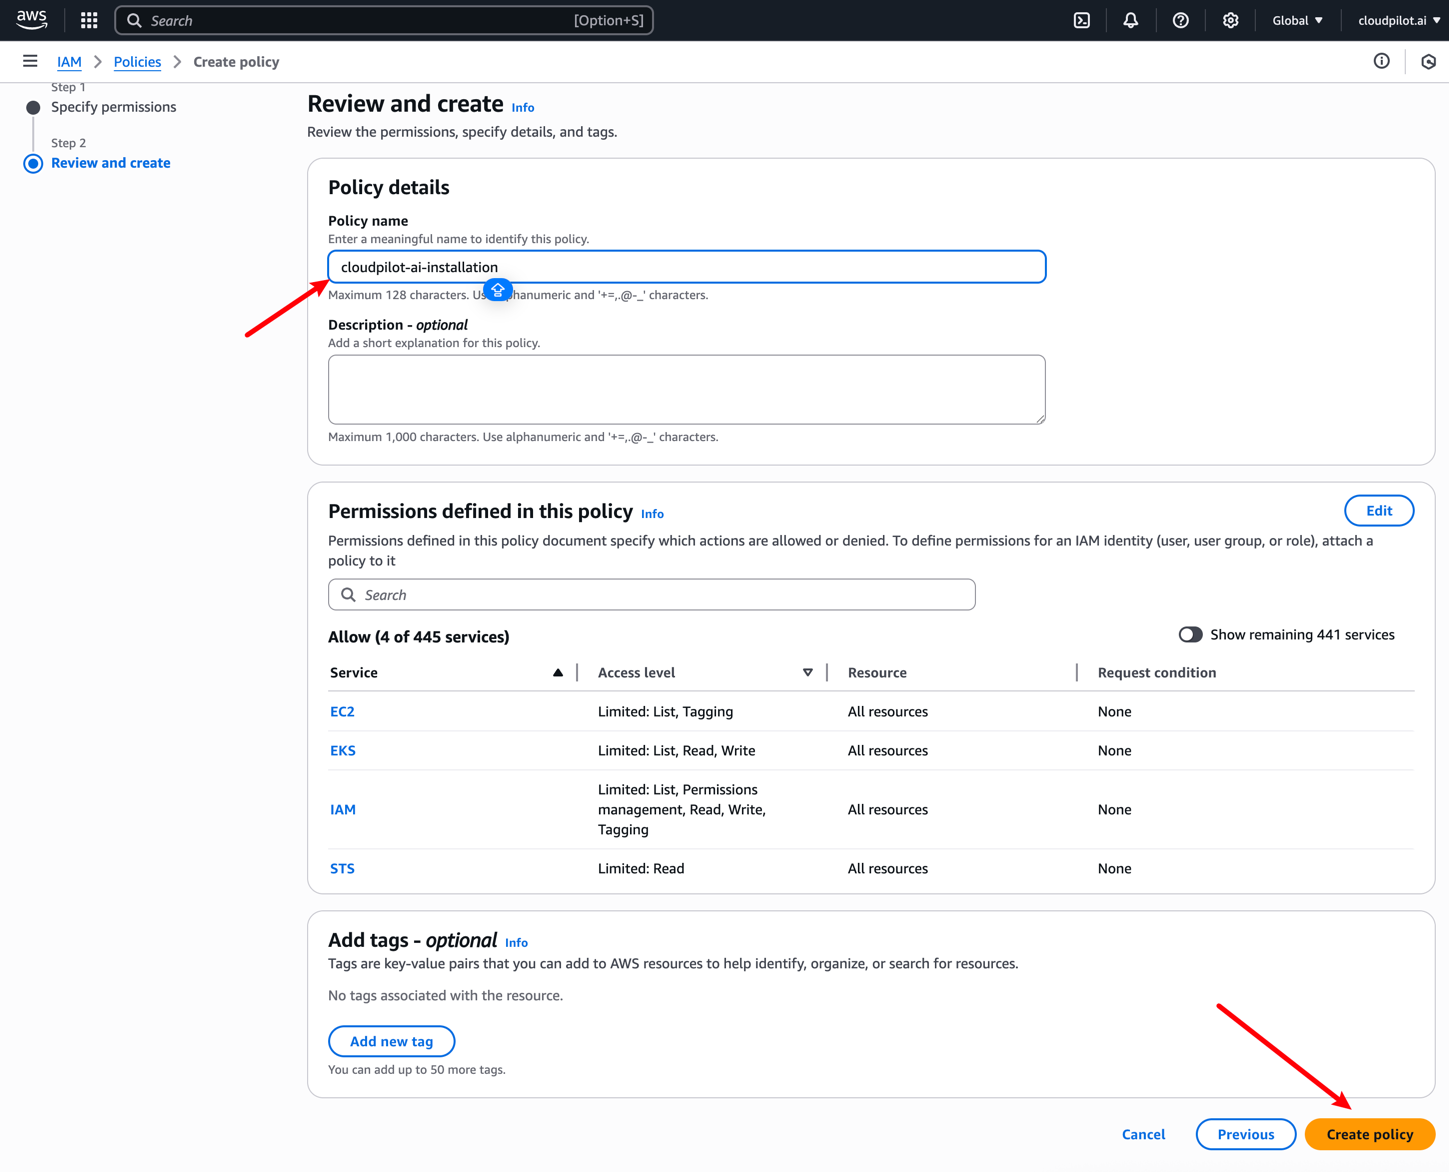 aws
Search
[Option+S]
Global
cloudpilot.ai
IAM
Policies
Create policy
Step 1
Specify permissions
Step 2
Review and create
Review and create
Info
Review the permissions, specify details, and tags.
Policy details
Policy name
Enter a meaningful name to identify this policy.
cloudpilot-ai-installation
Maximum 128 characters. Us phanumeric and '+=,.@-_' characters.
Description - optional
Add a short explanation for this policy.
Maximum 1,000 characters. Use alphanumeric and '+=,.@-_' characters.
Permissions defined in this policy
Info
Edit
Permissions defined in this policy document specify which actions are allowed or denied. To define permissions for an IAM identity (user, user group, or role), attach a
policy to it
Search
Allow (4 of 445 services)
Show remaining 441 services
Service
Access level
Resource
Request condition
EC2
Limited: List, Tagging
All resources
None
EKS
Limited: List, Read, Write
All resources
None
IAM
Limited: List, Permissions
management, Read, Write,
Tagging
All resources
None
STS
Limited: Read
All resources
None
Add tags - optional
Info
Tags are key-value pairs that you can add to AWS resources to help identify, organize, or search for resources.
No tags associated with the resource.
Add new tag
You can add up to 50 more tags.
Cancel
Previous
Create policy